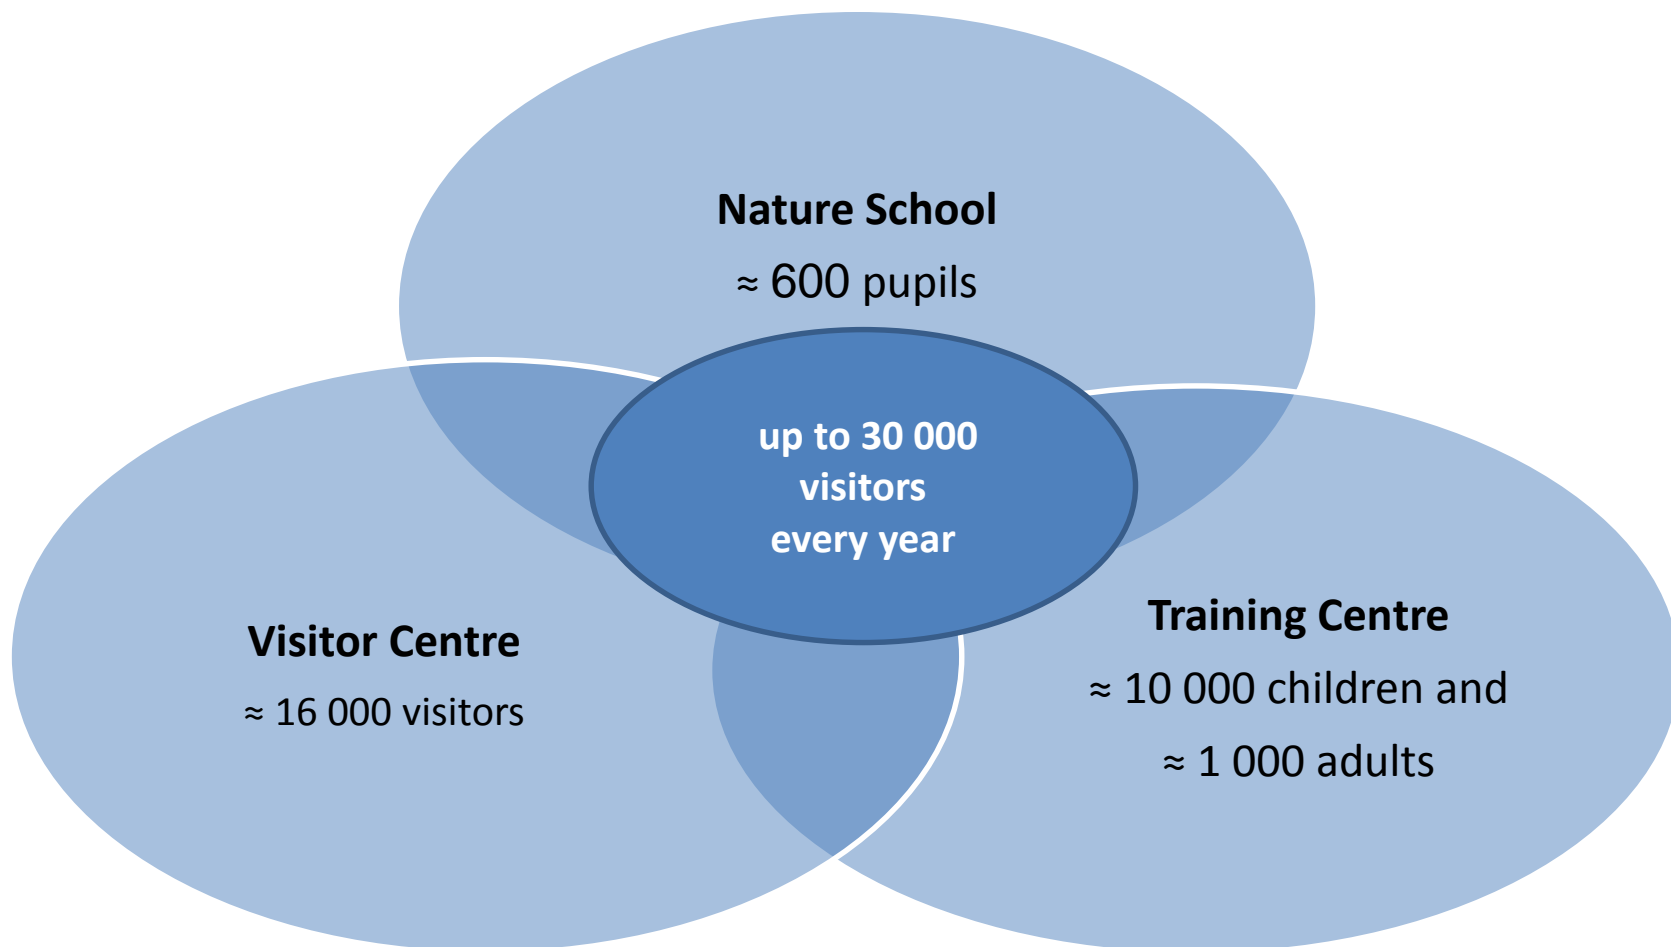 Nature School
≈ 600 pupils
up to 30 000
visitors
every year
Visitor Centre
≈ 16 000 visitors
Training Centre
≈ 10 000 children and
≈ 1 000 adults